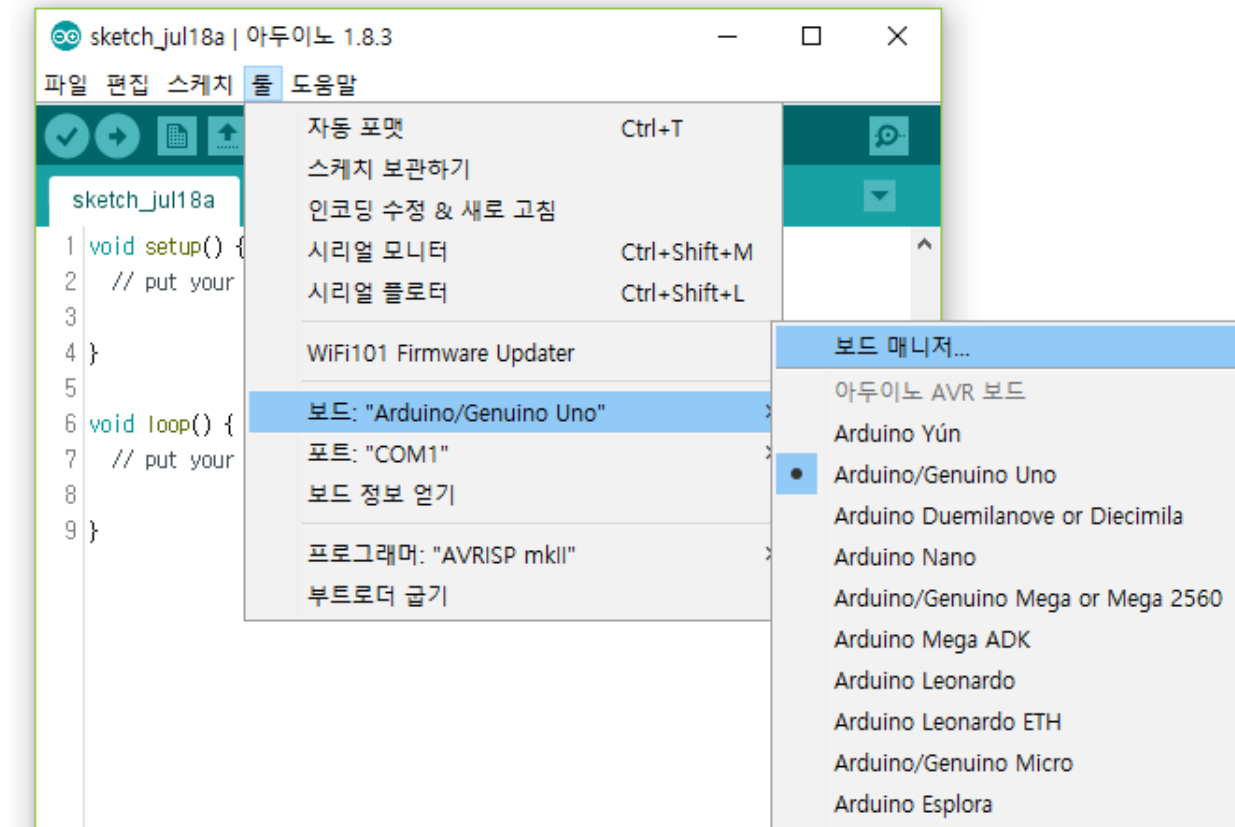 sketch_jul18a | 아두이노 1.8.3
파일 편집 스케치 툴 도움말
자동 포맷 Ctrl+T
스케치 보관하기
인코딩 수정 & 새로 고침
시리얼 모니터 Ctrl+Shift+M
시리얼 플로터 Ctrl+Shift+L
WiFi101 Firmware Updater
보드: "Arduino/Genuino Uno"
포트: "COM1"
보드 정보 얻기
프로그래머: "AVRISP mkII"
부트로더 굽기
보드 매니저...
아두이노 AVR 보드
Arduino Yún
Arduino/Genuino Uno
Arduino Duemilanove or Diecimila
Arduino Nano
Arduino/Genuino Mega or Mega 2560
Arduino Mega ADK
Arduino Leonardo
Arduino Leonardo ETH
Arduino/Genuino Micro
Arduino Esplora
sketch_jul18a
1 void setup() {
2 // put your
3
4 }
5
6 void loop() {
7 // put your
8
9 }